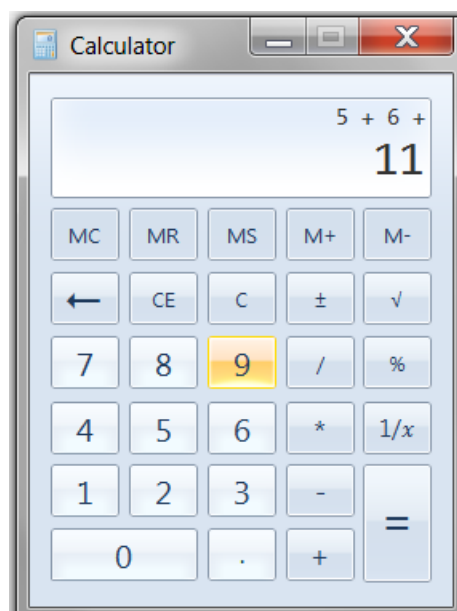 Calculator
5 + 6 +
11
MC MR MS M+ M-
← CE C ± √
7 8 9 / %
4 5 6 * 1/x
1 2 3 -
=
0 . +